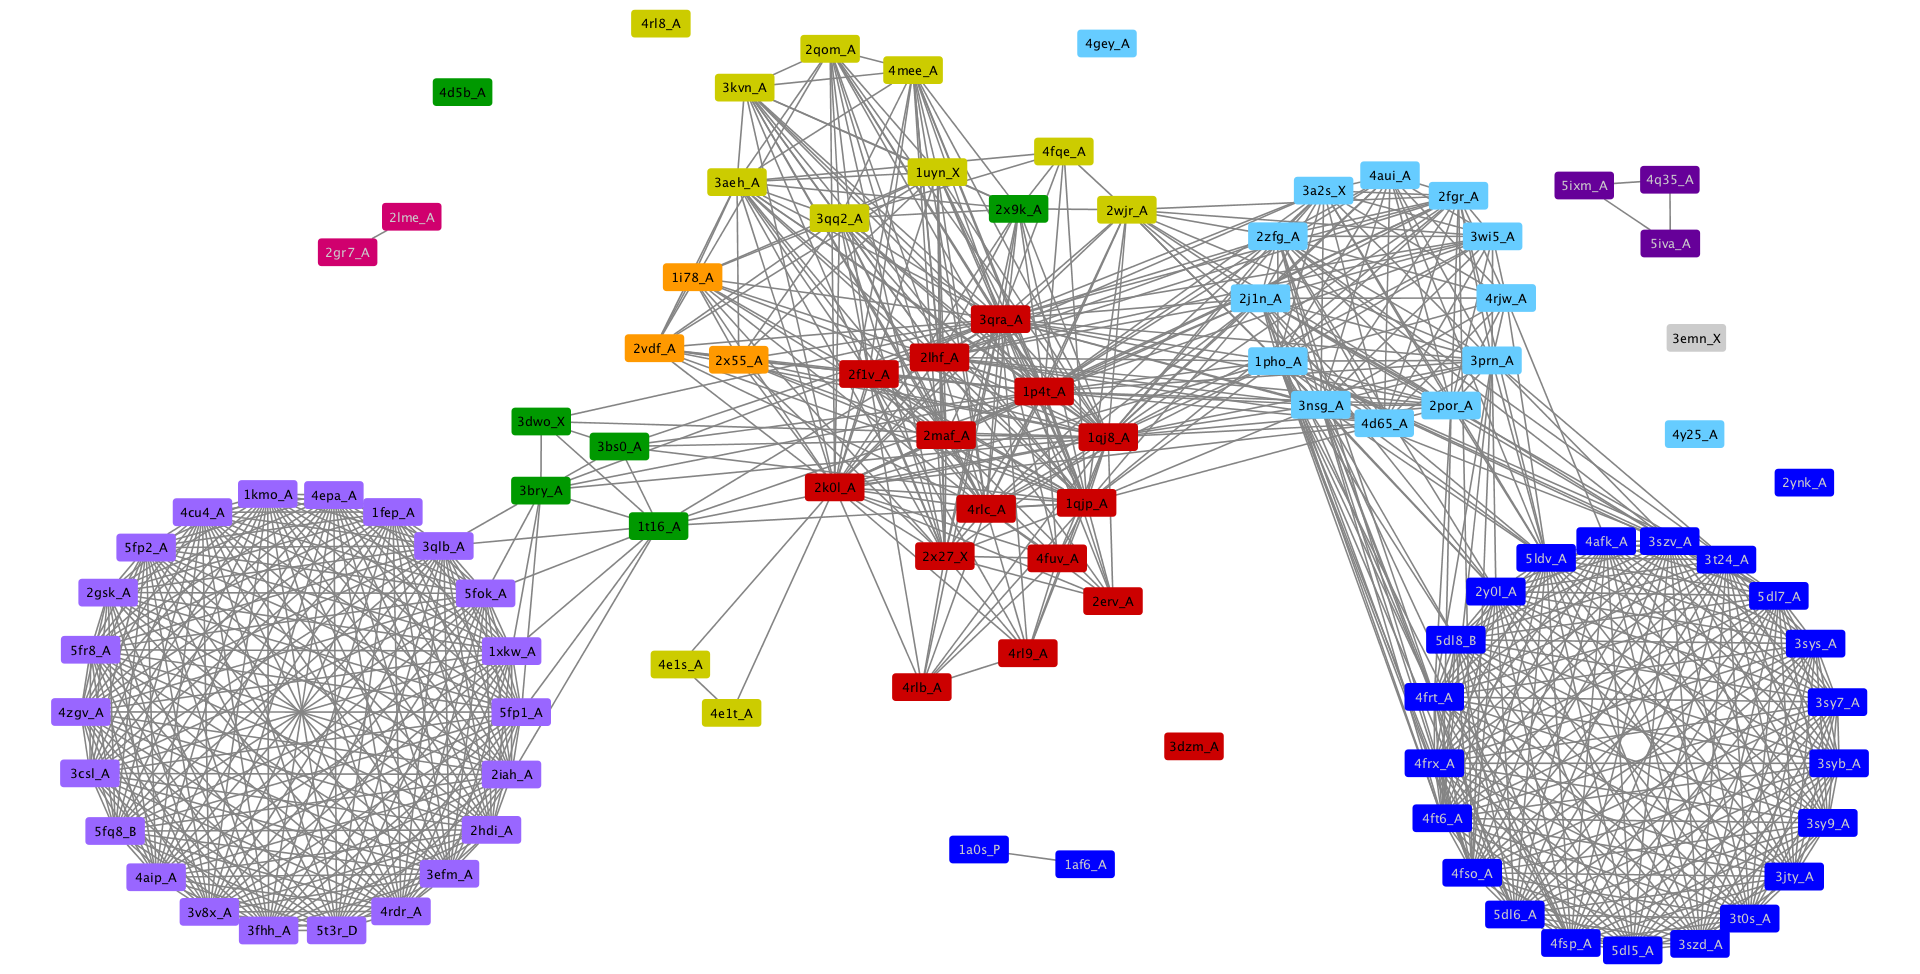 4rl8_A
4gey_A
2qom_A
4mee_A
3kvn_A
4d5b_A
4fqe_A
1uyn_X
3aeh_A
3qq2_A
2x9k_A
2wjr_A
4aui_A
3a2s_X
2fgr_A
2zfg_A
3wi5_A
2j1n_A
4rjw_A
1pho_A
3prn_A
3nsg_A
2por_A
4d65_A
5ixm_A
4q35_A
5iva_A
3emn_X
4y25_A
2lme_A
2gr7_A
1i78_A
2vdf_A
2x55_A
3qra_A
2lhf_A
2f1v_A
1p4t_A
2maf_A
1qj8_A
2k0l_A
4rlc_A
1qjp_A
2x27_X
4fuv_A
2erv_A
4rl9_A
4rlb_A
3dzm_A
3dwo_X
3bs0_A
3bry_A
1t16_A
4e1s_A
4e1t_A
1kmo_A
4epa_A
4cu4_A
1fep_A
5fp2_A
3qlb_A
2gsk_A
5fok_A
5fr8_A
1xkw_A
4zgv_A
5fp1_A
3csl_A
2iah_A
5fq8_B
2hdi_A
4aip_A
3efm_A
3v8x_A
4rdr_A
3fhh_A
5t3r_D
1a0s_P
1af6_A
2ynk_A
4afk_A
3szv_A
5ldv_A
3t24_A
2y0l_A
5dl7_A
5dl8_B
3sys_A
4frt_A
3sy7_A
4frx_A
3syb_A
4ft6_A
3sy9_A
4fso_A
3jty_A
5dl6_A
3t0s_A
4fsp_A
5dl5_A
3szd_A